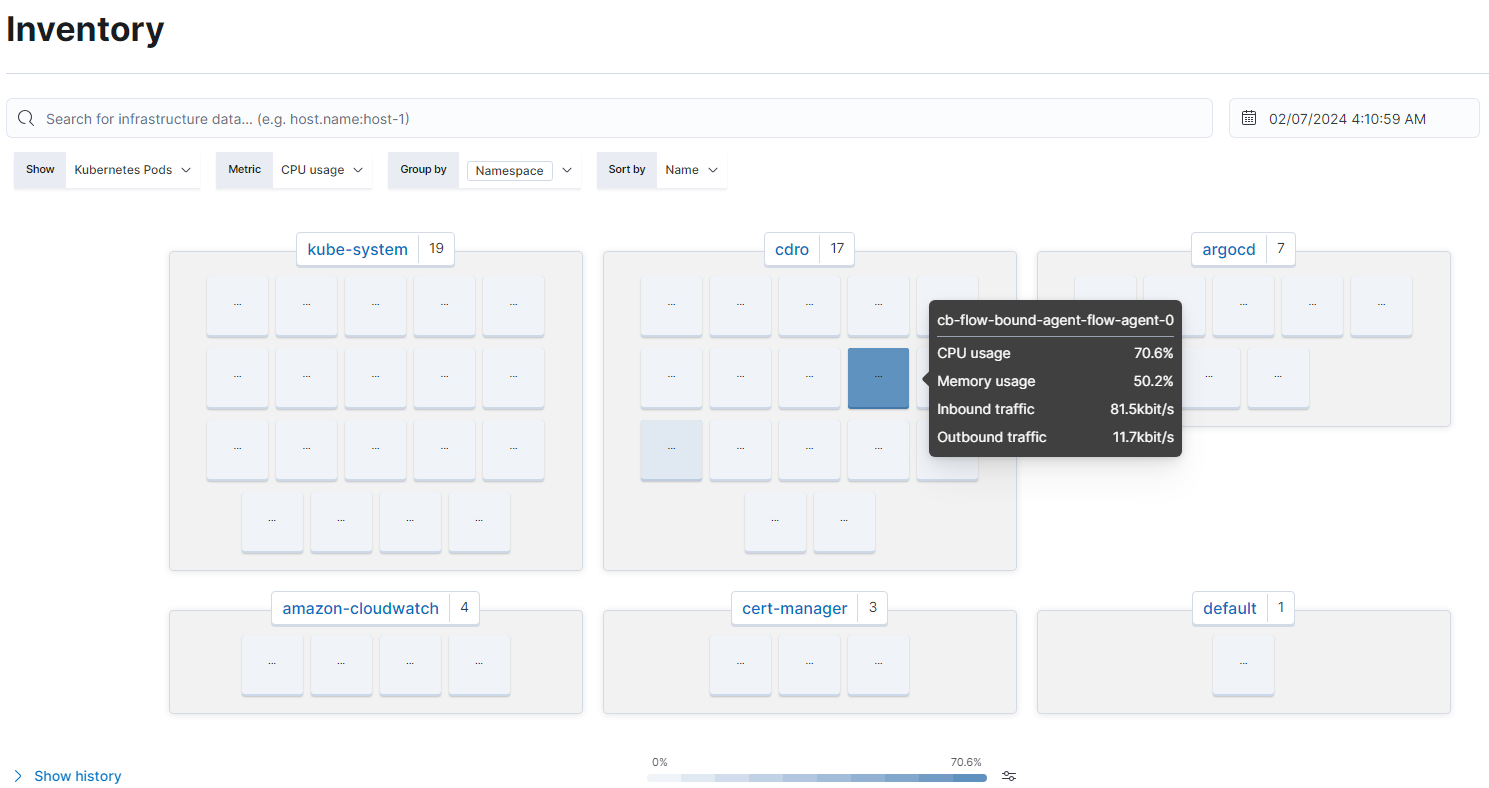 Inventory
Search for infrastructure data... (e.g. host.name:host-1)
02/07/2024 4:10:59 AM
Show Kubernetes Pods Metric CPU usage Group by Namespace Sort by Name
kube-system 19 cdro 17 argocd 7
... ... ... ... ... ... ... ... ... ... ... ...
cb-flow-bound-agent-flow-agent-0
CPU usage 70.6%
Memory usage 50.2%
Inbound traffic 81.5kbit/s
Outbound traffic 11.7kbit/s
... ... ... ... ... ... ... ... ... ... ...
... ... ... ... ... ... ... ... ...
... ... ... ... ... ...
amazon-cloudwatch 4 cert-manager 3 default 1
... ... ... ... ... ... ... ...
0% 70.6%
Show history